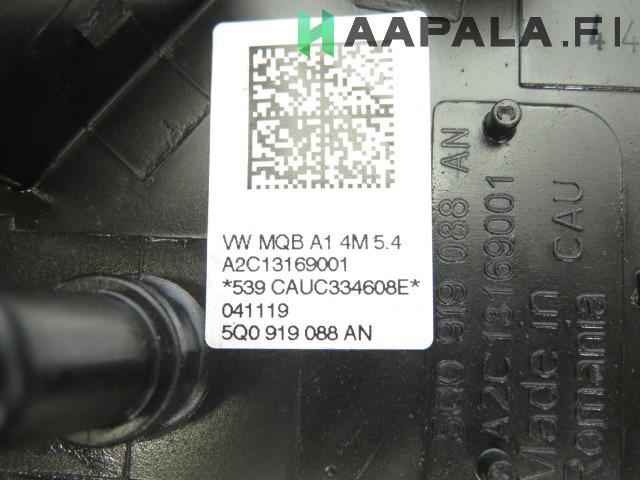 HAAPALA.FI
VW MQB A1 4M 5.4
A2C13169001
*539 CAUC334608E*
041119
5Q0 919 088 AN
5Q0 919 088 AN
A2C13169001
Made in CAU
Romania